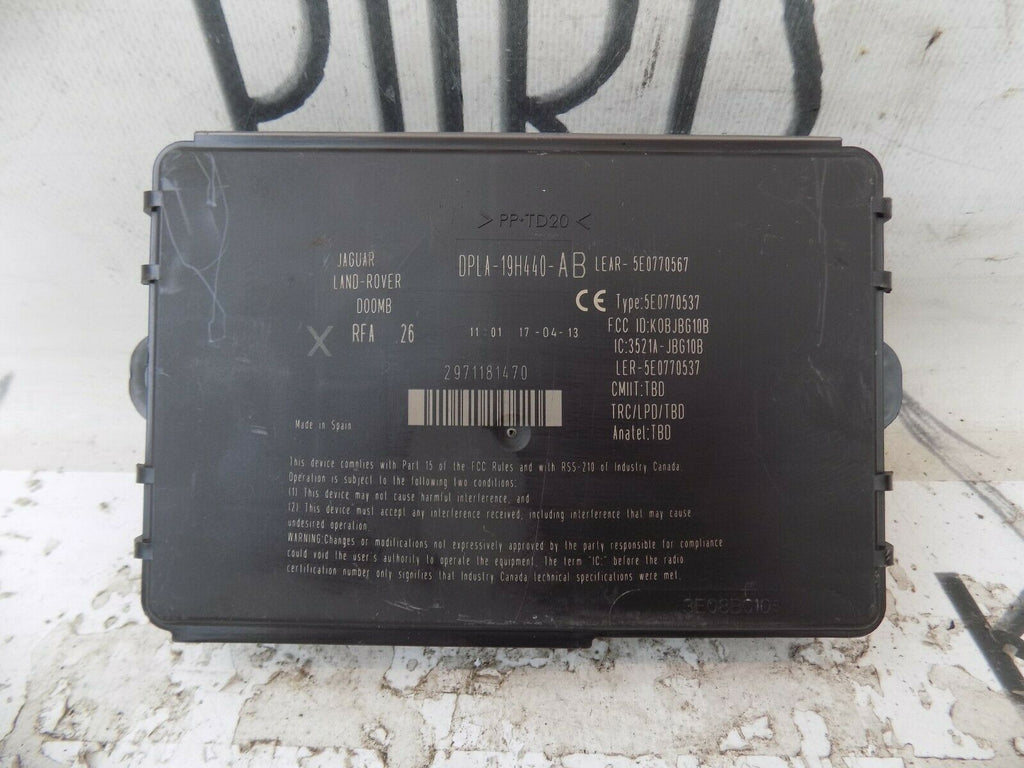 > PP-TD20 <
JAGUAR
LAND-ROVER
DOOMB
X RFA 26
DPLA-19H440-AB LEAR-5E0770567
11:01 17-04-13
CE Type:5E0770537
FCC ID:KOBJBG10B
IC:3521A-JBG10B
LER-5E0770537
CMIIT:TBD
TRC/LPD/TBD
Anatel:TBD
2971181470
Made in Spain
This device complies with Part 15 of the FCC Rules and with RSS-210 of Industry Canada.
Operation is subject to the following two conditions:
(1) This device may not cause harmful interference, and
(2) This device must accept any interference received, including interference that may cause
undesired operation.
WARNING:Changes or modifications not expressively approved by the party responsible for compliance
could void the user's authority to operate the equipment. The term "IC:" before the radio
certification number only signifies that Industry Canada technical specifications were met.